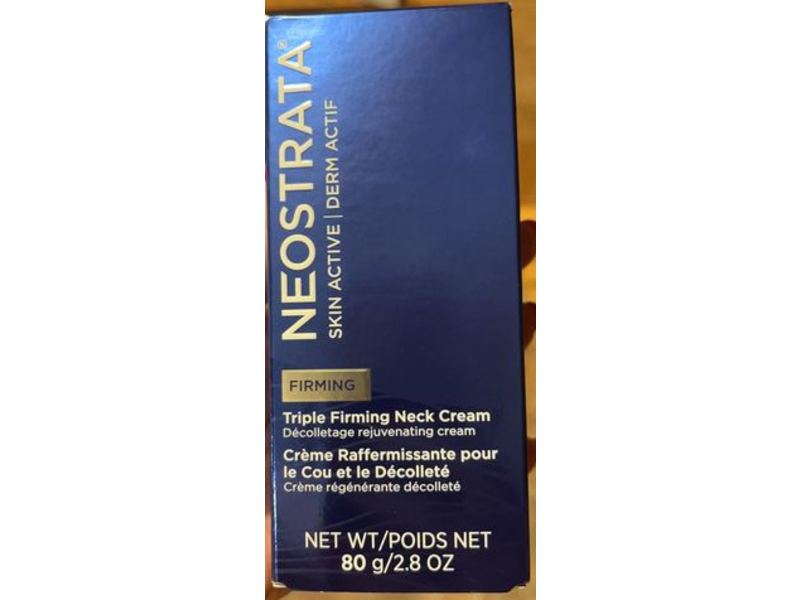 NEOSTRATA®
SKIN ACTIVE | DERM ACTIF
FIRMING
Triple Firming Neck Cream
Décolletage rejuvenating cream
Crème Raffermissante pour
le Cou et le Décolleté
Crème régénérante décolleté
NET WT/POIDS NET
80 g/2.8 OZ